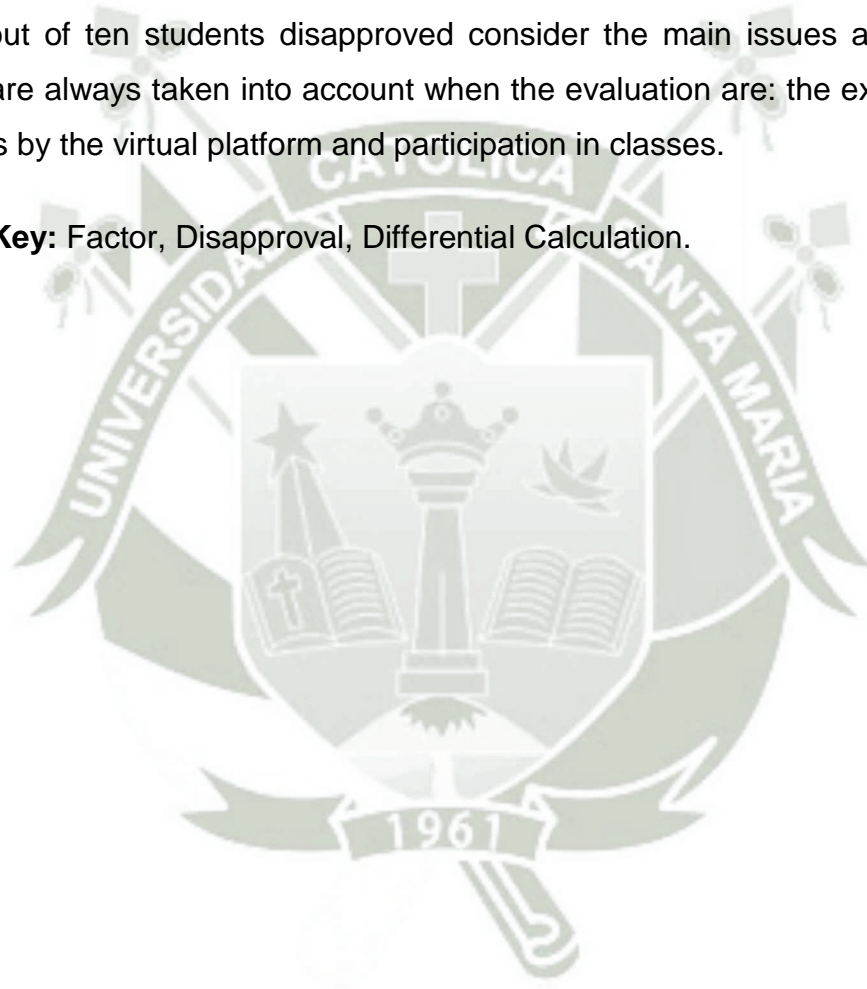 out of ten students disapproved consider the main issues a
are always taken into account when the evaluation are: the ex
s by the virtual platform and participation in classes.
Key: Factor, Disapproval, Differential Calculation.
UNIVERSIDAD CATOLICA SANTA MARIA
1961